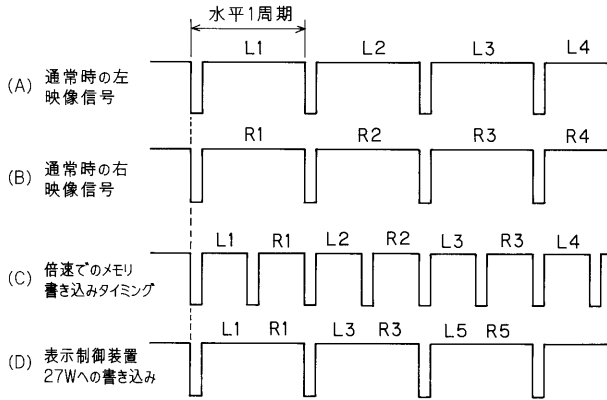 水平1周期
L1 L2 L3 L4
(A) 通常時の左
映像信号
R1 R2 R3 R4
(B) 通常時の右
映像信号
L1 R1 L2 R2 L3 R3 L4
(C) 倍速でのメモリ
書き込みタイミング
L1 R1 L3 R3 L5 R5
(D) 表示制御装置
27Wへの書き込み